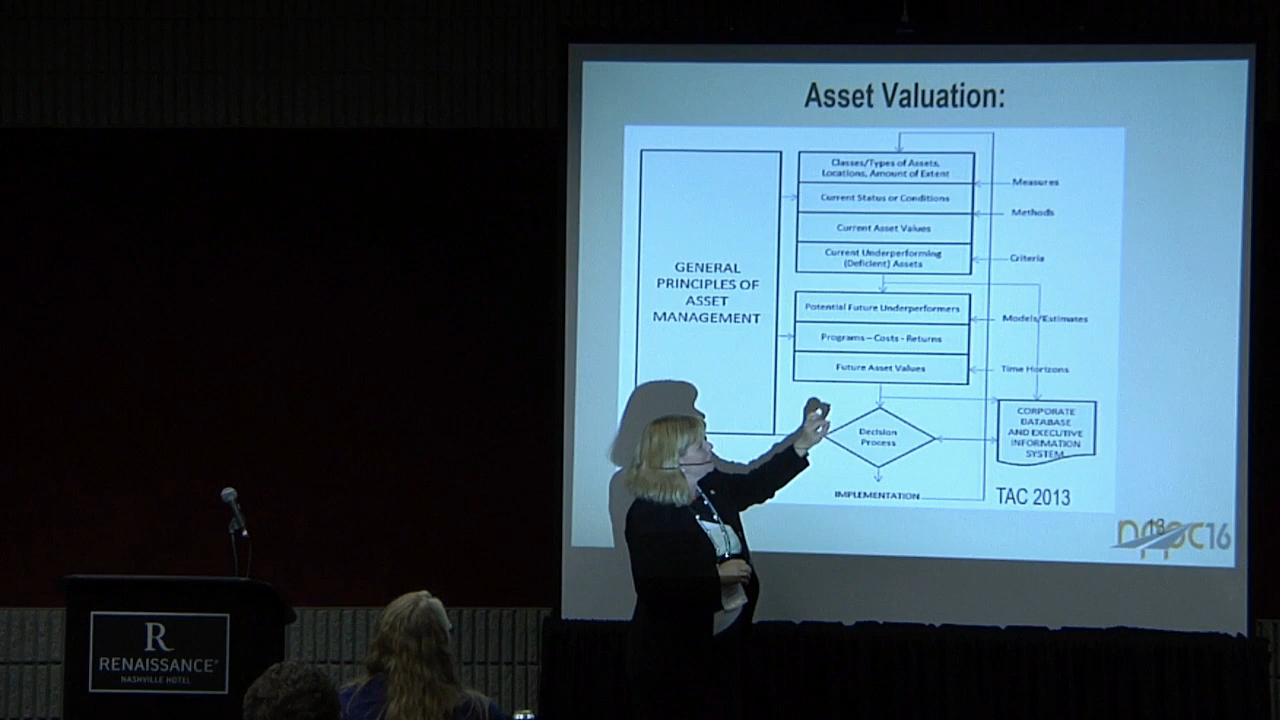 Asset Valuation:
GENERAL
PRINCIPLES OF
ASSET
MANAGEMENT
Classes/Types of Assets,
Locations, Amount of Extent
Current Status or Conditions
Current Asset Values
Current Underperforming
(Deficient) Assets
Measures
Methods
Criteria
Potential Future Underperformers
Programs – Costs - Returns
Future Asset Values
Models/Estimates
Time Horizons
Decision
Process
CORPORATE
DATABASE
AND EXECUTIVE
INFORMATION
SYSTEM
IMPLEMENTATION
TAC 2013
18
R
RENAISSANCE®
NASHVILLE HOTEL